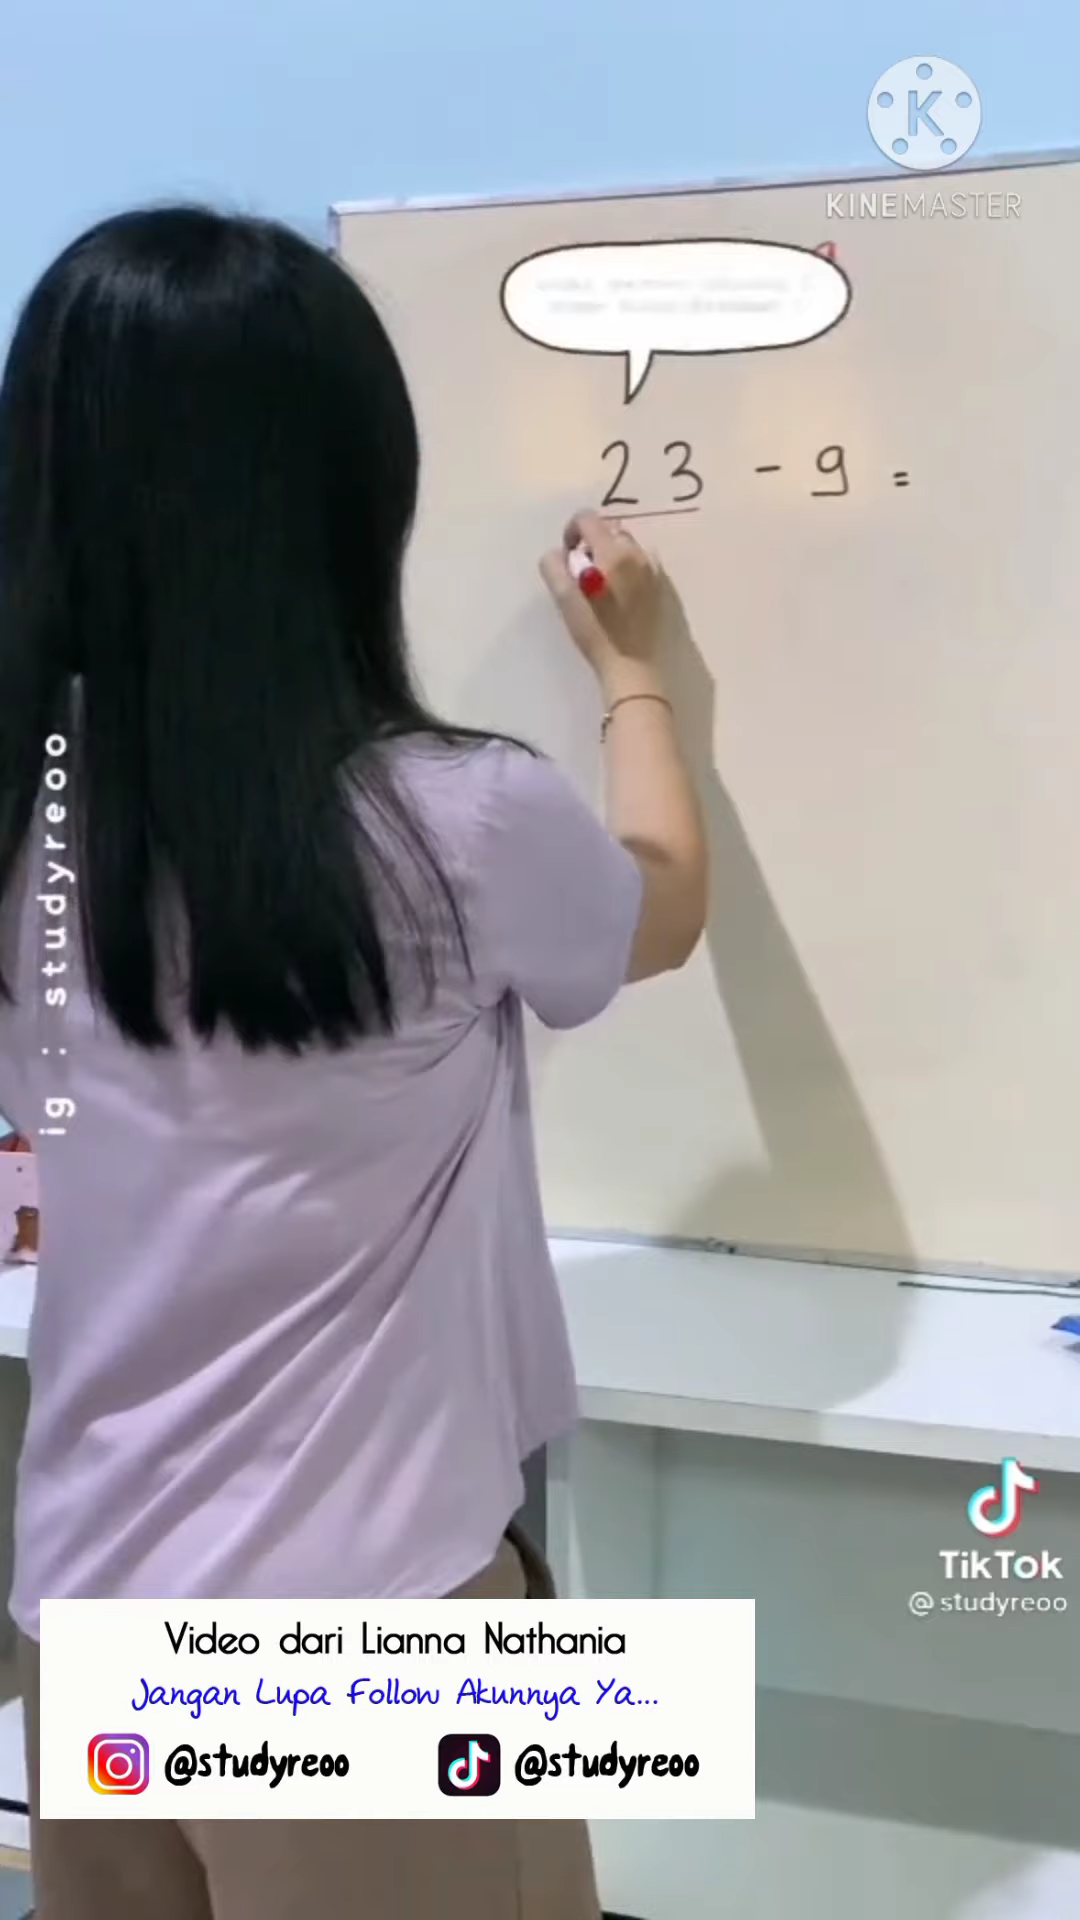 KINEMASTER
23 - 9 =
ig : studyreoo
TikTok
@studyreoo
Video dari Lianna Nathania
Jangan Lupa Follow Akunnya Ya...
@studyreoo @studyreoo